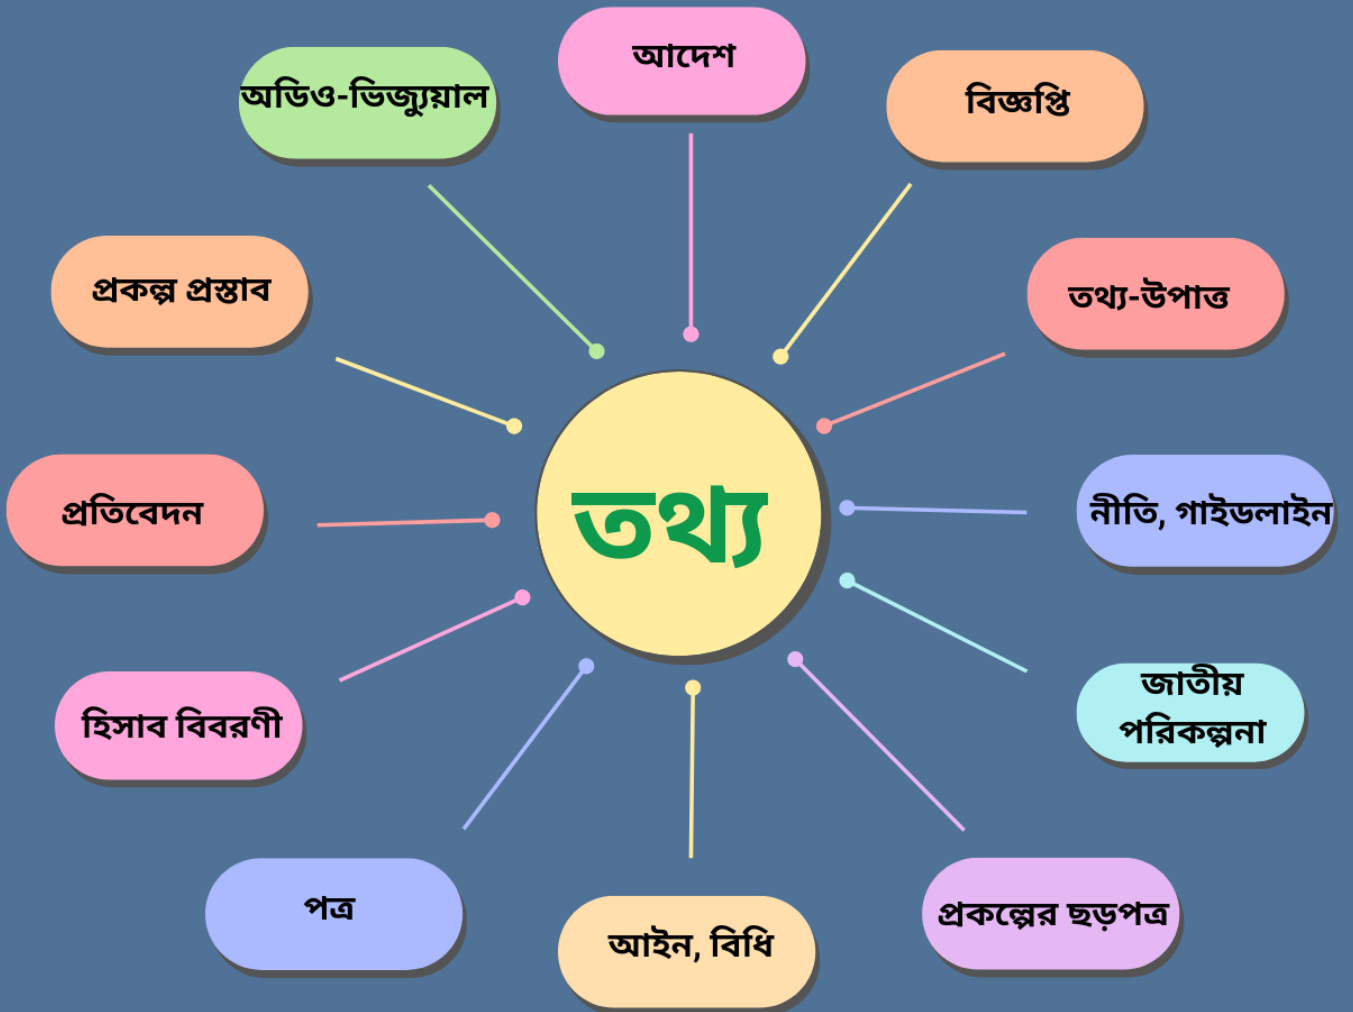 আদেশ
অডিও-ভিজ্যুয়াল
বিজ্ঞপ্তি
প্রকল্প প্রস্তাব
তথ্য-উপাত্ত
তথ্য
প্রতিবেদন
নীতি, গাইডলাইন
হিসাব বিবরণী
জাতীয়
পরিকল্পনা
পত্র
আইন, বিধি
প্রকল্পের ছড়পত্র